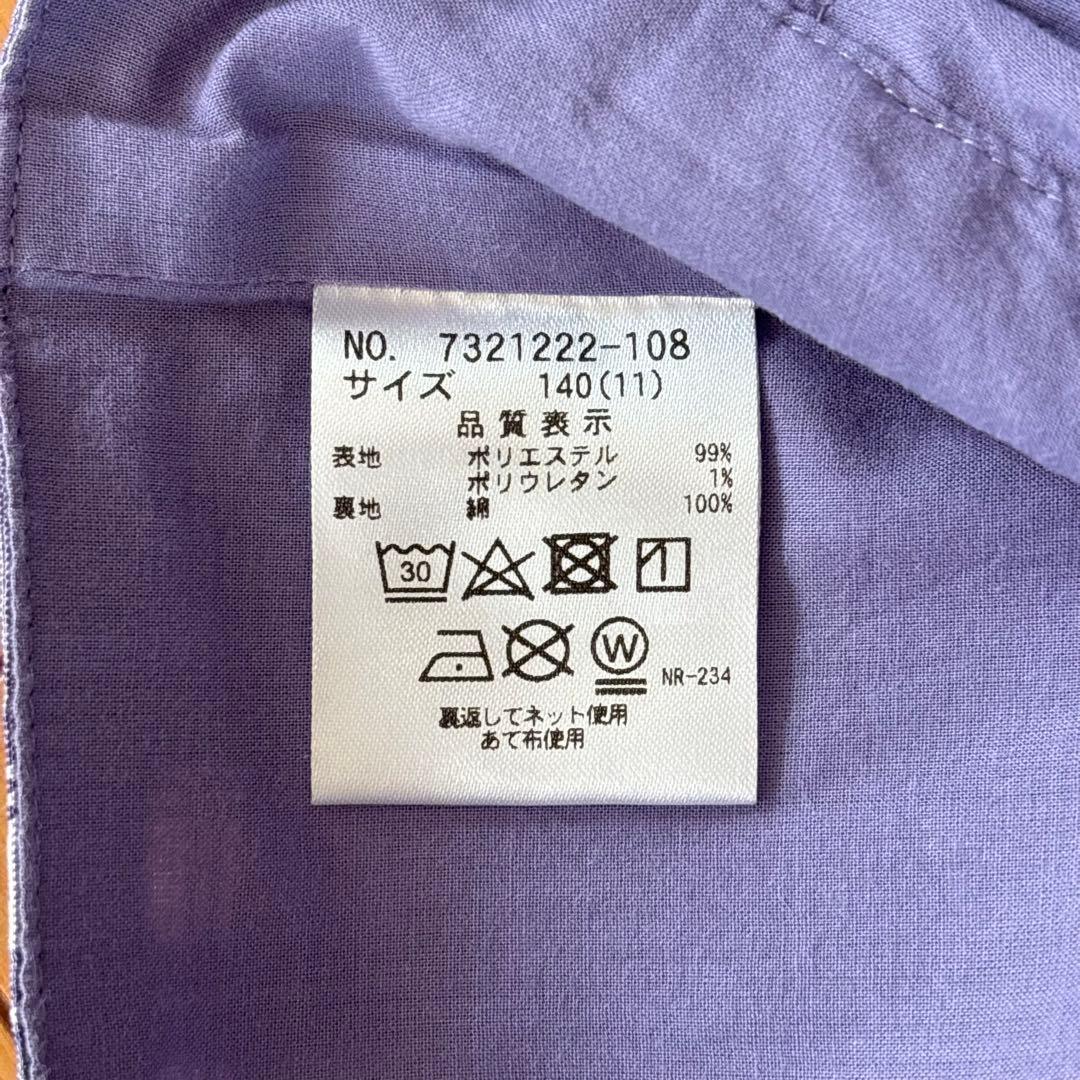 NO. 7321222-108
サイズ 140(11)
品質表示
表地 ポリエステル 99%
ポリウレタン 1%
裏地 綿 100%
30
W
NR-234
裏返してネット使用
あて布使用